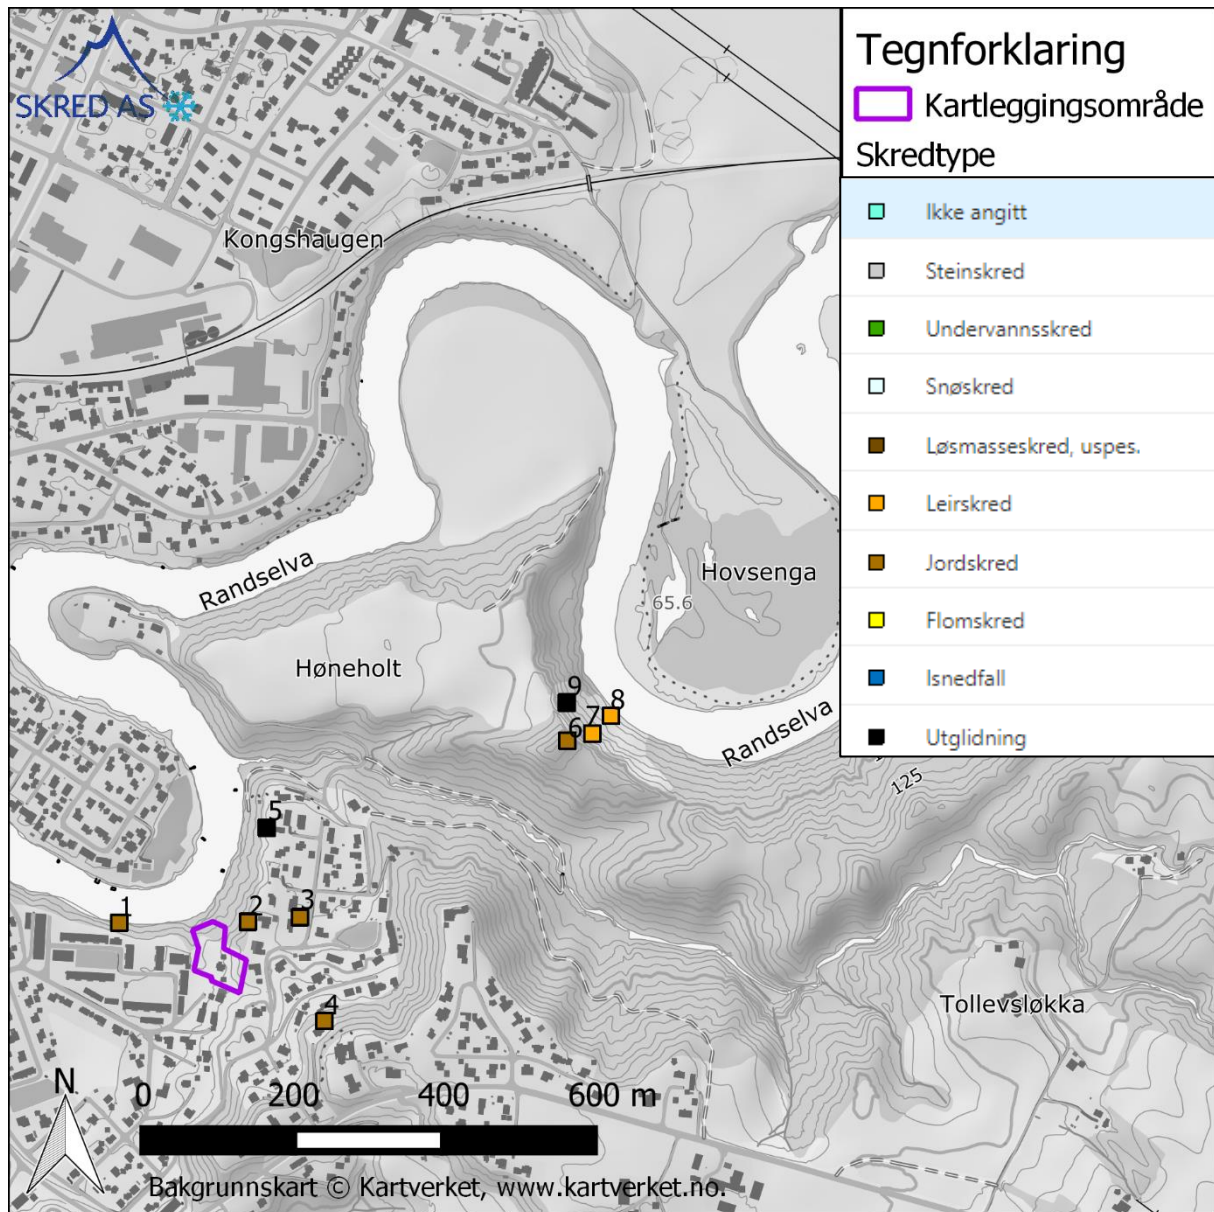 SKRED AS
Tegnforklaring
Kartleggingsområde
Skredtype
Ikke angitt
Steinskred
Undervannsskred
Snøskred
Løsmasseskred, uspes.
Leirskred
Jordskred
Flomskred
Isnedfall
Utglidning
Kongshaugen
Randselva
Hovsenga
65.6
Høneholt
9
8
7
6
Randselva
125
5
1
2
3
4
Tollevsløkka
N
0 200 400 600 m
Bakgrunnskart © Kartverket, www.kartverket.no.